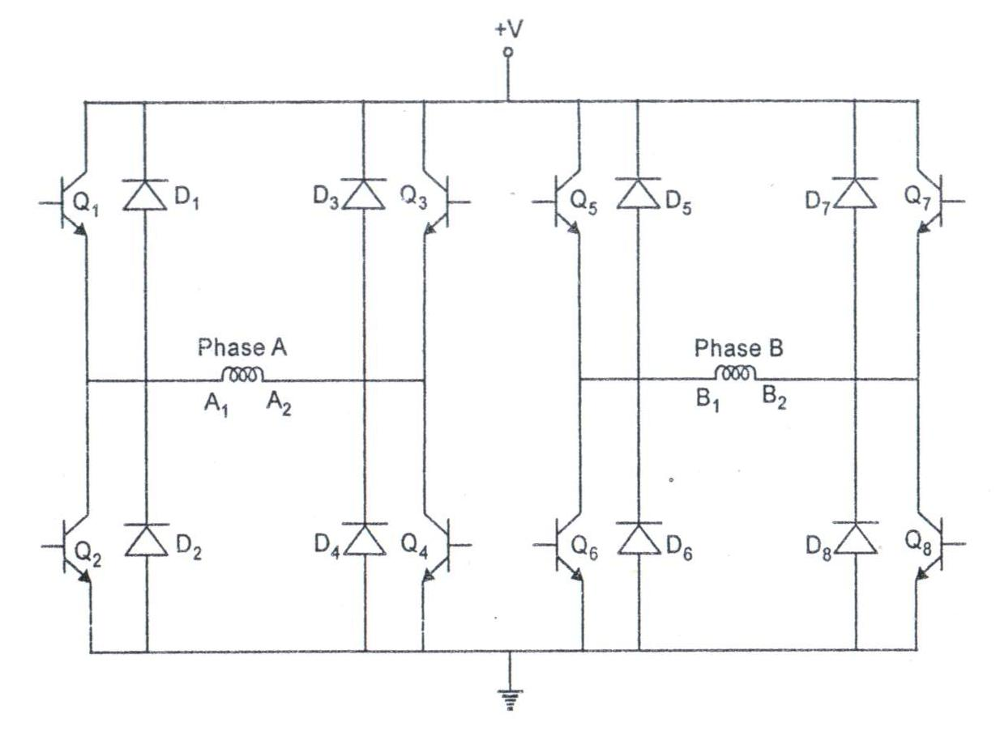 +V
Q₁ D₁ D₃ Q₃ Q₅ D₅ D₇ Q₇
Phase A Phase B
A₁ A₂ B₁ B₂
Q₂ D₂ D₄ Q₄ Q₆ D₆ D₈ Q₈